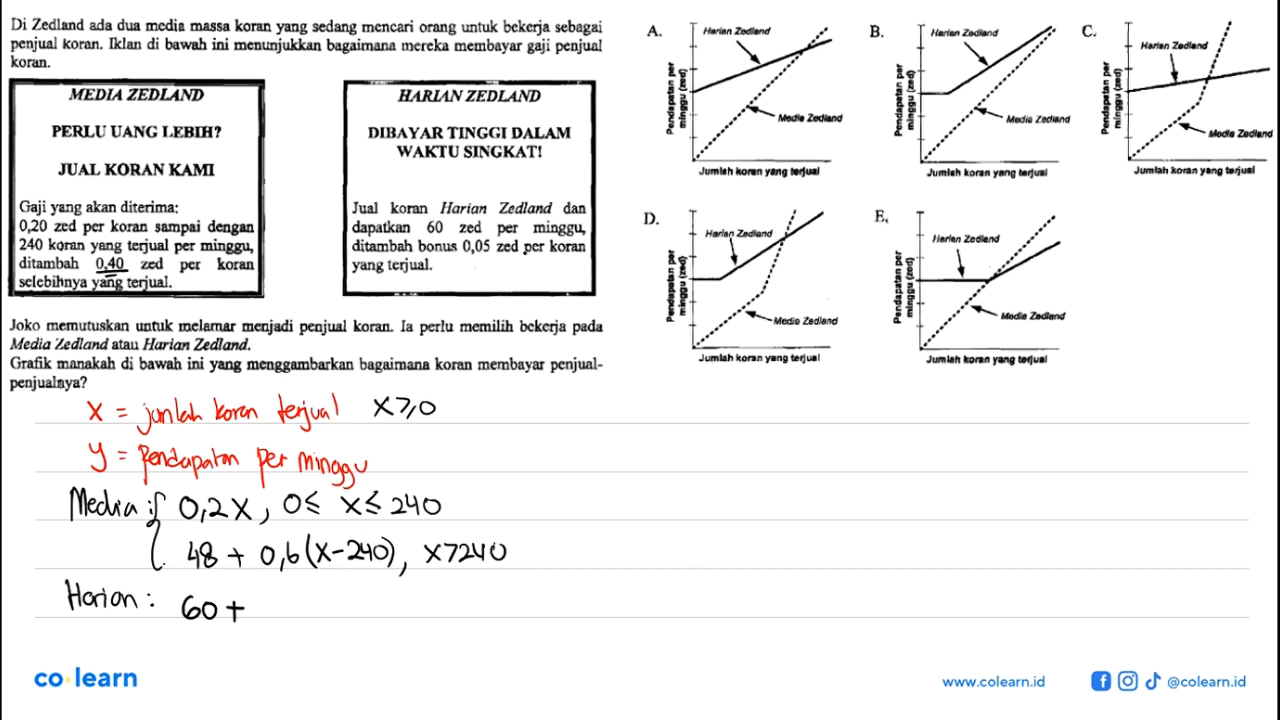 Di Zedland ada dua media massa koran yang sedang mencari orang untuk bekerja sebagai
penjual koran. Iklan di bawah ini menunjukkan bagaimana mereka membayar gaji penjual
koran.
MEDIA ZEDLAND
PERLU UANG LEBIH?
JUAL KORAN KAMI
Gaji yang akan diterima:
0,20 zed per koran sampai dengan
240 koran yang terjual per minggu,
ditambah 0,40 zed per koran
selebihnya yang terjual.
HARIAN ZEDLAND
DIBAYAR TINGGI DALAM
WAKTU SINGKAT!
Jual koran Harian Zedland dan
dapatkan 60 zed per minggu,
ditambah bonus 0,05 zed per koran
yang terjual.
Joko memutuskan untuk melamar menjadi penjual koran. Ia perlu memilih bekerja pada
Media Zedland atau Harian Zedland.
Grafik manakah di bawah ini yang menggambarkan bagaimana koran membayar penjual-
penjualnya?
A.
Harian Zedland
Media Zedland
Pendapatan per
minggu (zed)
Jumlah koran yang terjual
B.
Harian Zedland
Media Zedland
Pendapatan per
minggu (zed)
Jumlah koran yang terjual
C.
Harian Zedland
Media Zedland
Pendapatan per
minggu (zed)
Jumlah koran yang terjual
D.
Harian Zedland
Media Zedland
Pendapatan per
minggu (zed)
Jumlah koran yang terjual
E.
Harian Zedland
Media Zedland
Pendapatan per
minggu (zed)
Jumlah koran yang terjual
x = jumlah koran terjual x ≥ 0
y = Pendapatan per minggu
Media : { 0,2x, 0 ≤ x ≤ 240
48 + 0,6(x-240), x>240
Harian : 60 +
co learn
www.colearn.id
@colearn.id